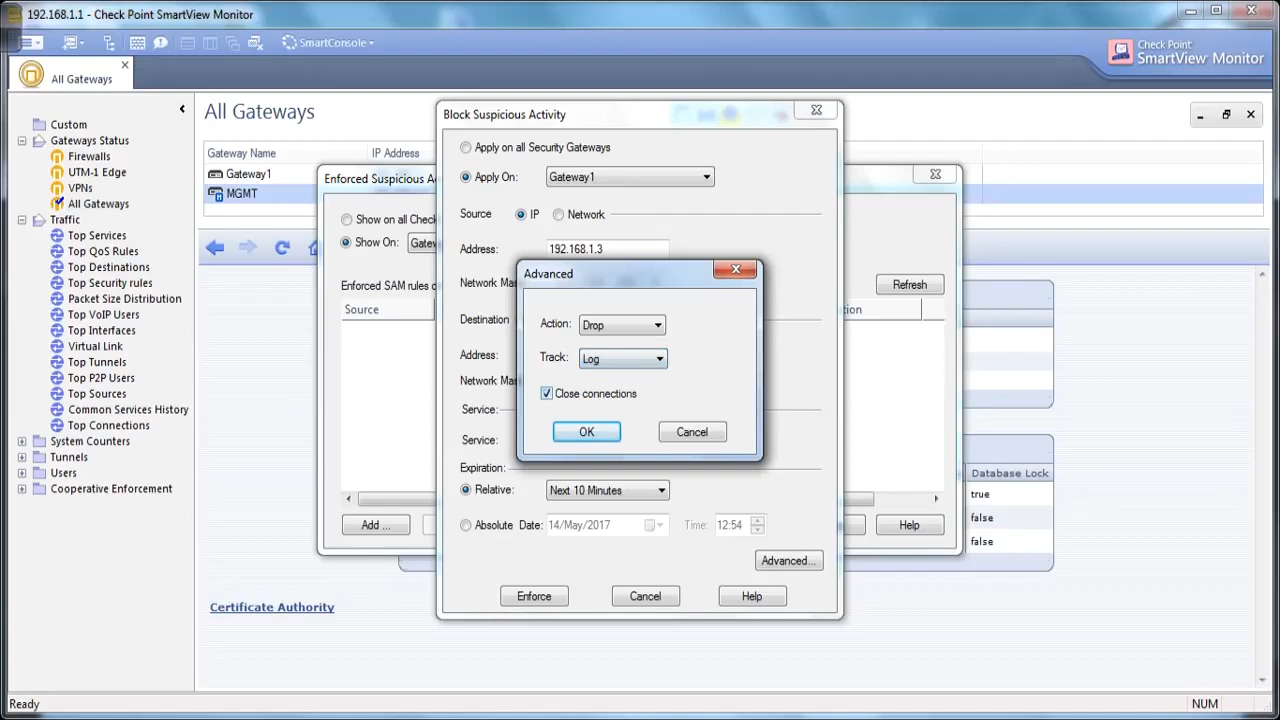 192.168.1.1 - Check Point SmartView Monitor
SmartConsole
Check Point
SmartView Monitor
All Gateways
Custom
Gateways Status
Firewalls
UTM-1 Edge
VPNs
All Gateways
Traffic
Top Services
Top QoS Rules
Top Destinations
Top Security rules
Packet Size Distribution
Top VoIP Users
Top Interfaces
Virtual Link
Top Tunnels
Top P2P Users
Top Sources
Common Services History
Top Connections
System Counters
Tunnels
Users
Cooperative Enforcement
All Gateways
Gateway Name IP Address
Gateway1
MGMT
Database Lock
true
false
false
Certificate Authority
Enforced Suspicious
Show on all Check
Show On:
Enforced SAM rules
Refresh
Source
Add ...
Help
Block Suspicious Activity
Apply on all Security Gateways
Apply On: Gateway1
Source IP Network
Address: 192.168.1.3
Network
Destination
Address:
Network
Service:
Service:
Expiration:
Relative: Next 10 Minutes
Absolute Date: 14/May/2017 Time: 12:54
Advanced...
Enforce Cancel Help
Advanced
Action: Drop
Track: Log
Close connections
OK Cancel
Ready
NUM